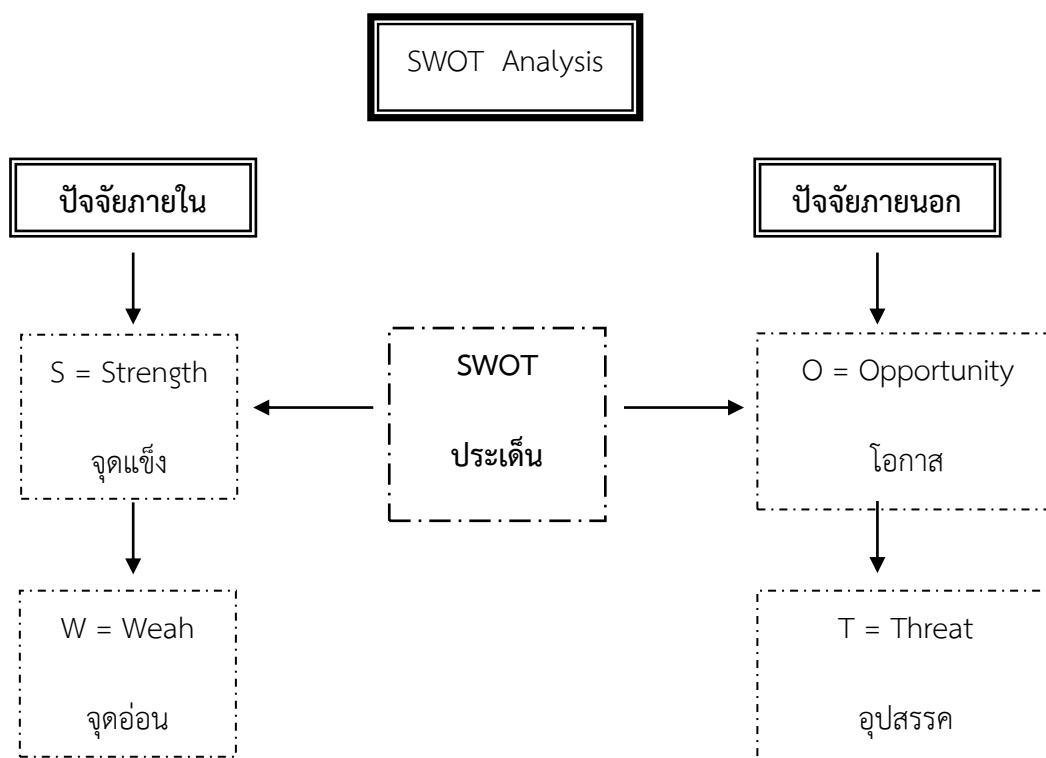 SWOT Analysis
ปัจจัยภายใน
ปัจจัยภายนอก
S = Strength
จุดแข็ง
SWOT
ประเด็น
O = Opportunity
โอกาส
W = Weah
จุดอ่อน
T = Threat
อุปสรรค